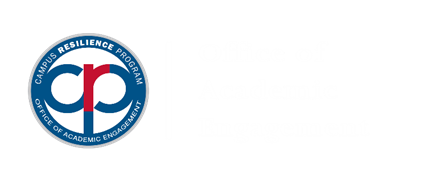 CAMPUS RESILIENCE PROGRAM
crp
OFFICE OF ACADEMIC ENGAGEMENT